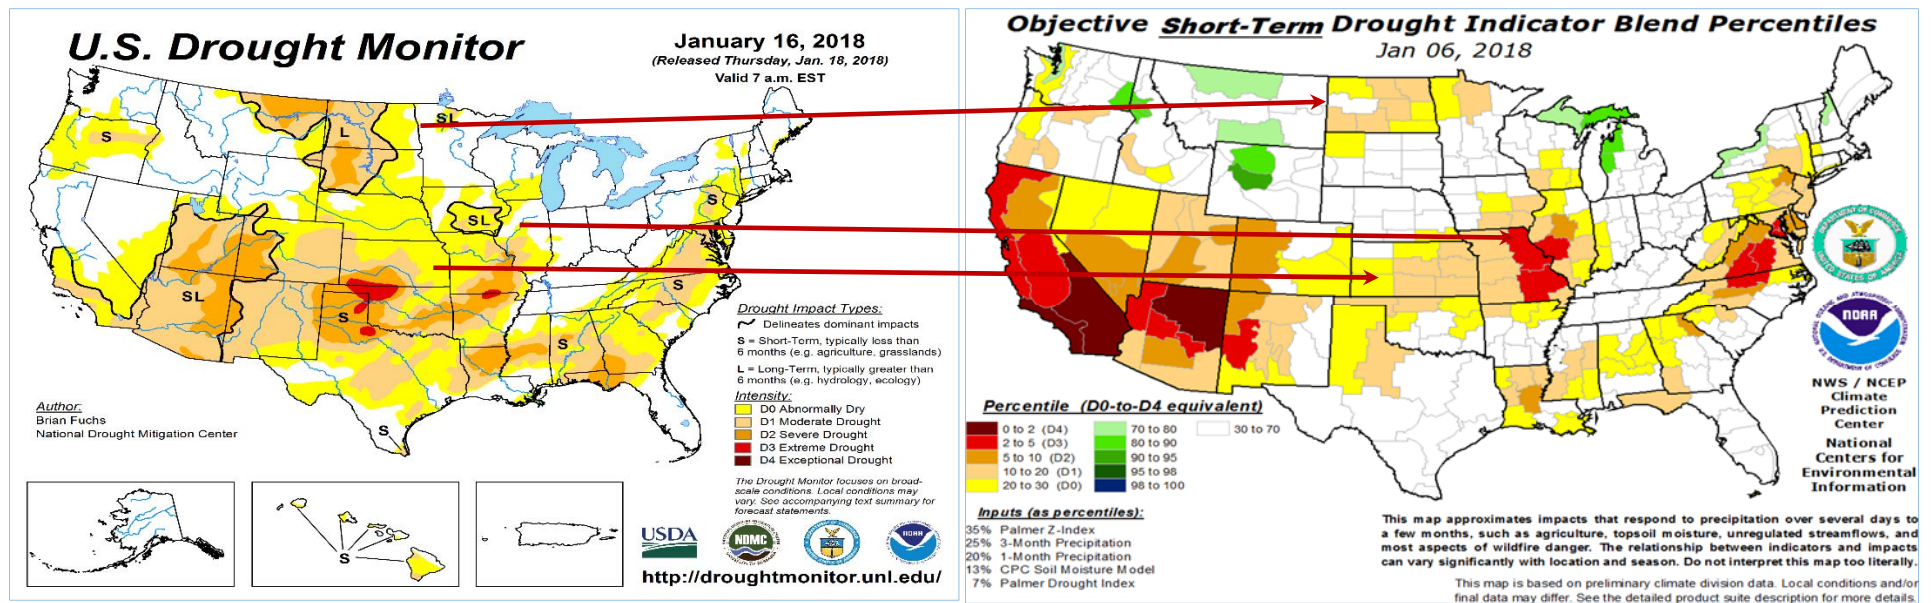 U.S. Drought Monitor
January 16, 2018
(Released Thursday, Jan. 18, 2018)
Valid 7 a.m. EST
S
L
SL
SL
S
SL
S
S
S
S
Drought Impact Types:
Delineates dominant impacts
S = Short-Term, typically less than
6 months (e.g. agriculture, grasslands)
L = Long-Term, typically greater than
6 months (e.g. hydrology, ecology)
Intensity:
D0 Abnormally Dry
D1 Moderate Drought
D2 Severe Drought
D3 Extreme Drought
D4 Exceptional Drought
Author:
Brian Fuchs
National Drought Mitigation Center
S
The Drought Monitor focuses on broad-
scale conditions. Local conditions may
vary. See accompanying text summary for
forecast statements.
USDA
NDMC
NOAA
http://droughtmonitor.unl.edu/
Objective Short-Term Drought Indicator Blend Percentiles
Jan 06, 2018
DEPARTMENT OF COMMERCE
UNITED STATES OF AMERICA
NOAA
NWS / NCEP
Climate
Prediction
Center
National
Centers for
Environmental
Information
Percentile (D0-to-D4 equivalent)
0 to 2 (D4)
2 to 5 (D3)
5 to 10 (D2)
10 to 20 (D1)
20 to 30 (D0)
70 to 80
80 to 90
90 to 95
95 to 98
98 to 100
30 to 70
Inputs (as percentiles):
35% Palmer Z-Index
25% 3-Month Precipitation
20% 1-Month Precipitation
13% CPC Soil Moisture Model
7% Palmer Drought Index
This map approximates impacts that respond to precipitation over several days to
a few months, such as agriculture, topsoil moisture, unregulated streamflows, and
most aspects of wildfire danger. The relationship between indicators and impacts
can vary significantly with location and season. Do not interpret this map too literally.
This map is based on preliminary climate division data. Local conditions and/or
final data may differ. See the detailed product suite description for more details.